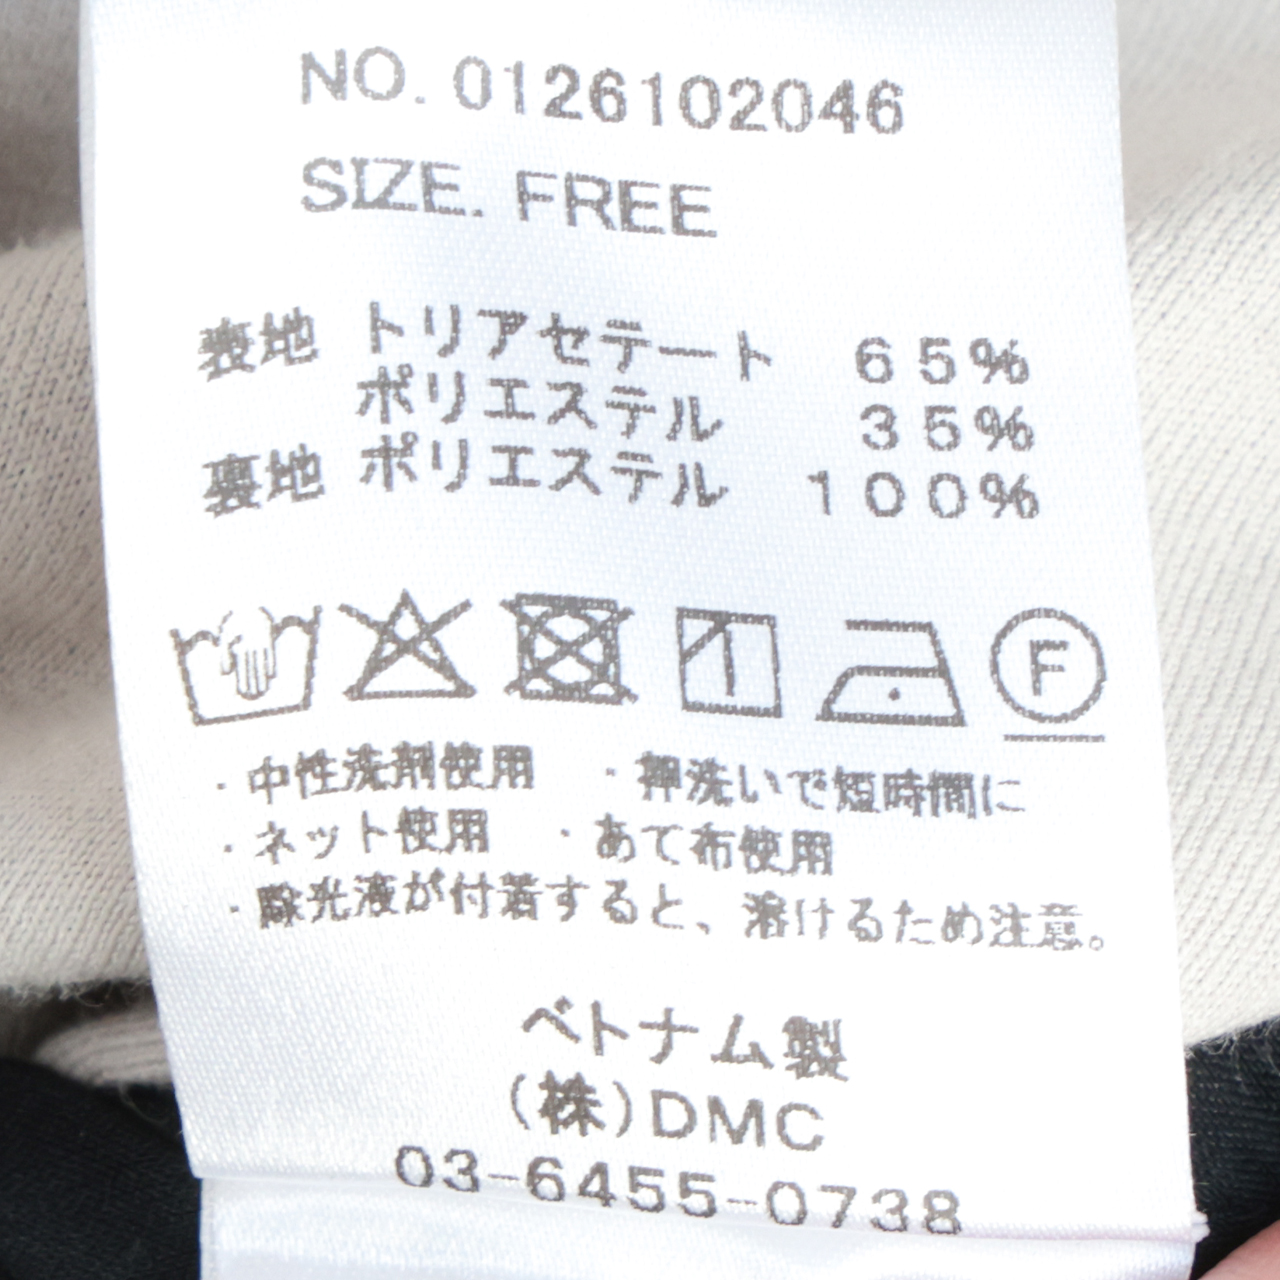 NO. 0126102046
SIZE. FREE
表地 トリアセテート 65%
ポリエステル 35%
裏地 ポリエステル 100%
F
・中性洗剤使用 ・押洗いで短時間に
・ネット使用 ・あて布使用
・除光液が付着すると、溶けるため注意。
ベトナム製
(株)DMC
03-6455-0738